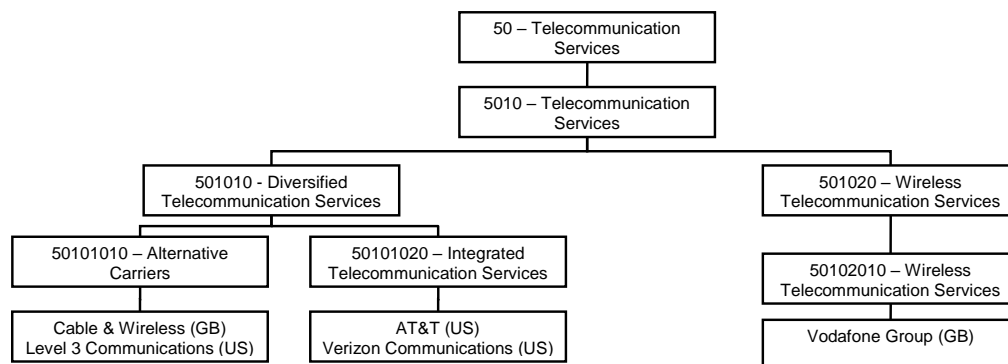 50 – Telecommunication
Services
5010 – Telecommunication
Services
501010 - Diversified
Telecommunication Services
501020 – Wireless
Telecommunication Services
50101010 – Alternative
Carriers
50101020 – Integrated
Telecommunication Services
50102010 – Wireless
Telecommunication Services
Cable & Wireless (GB)
Level 3 Communications (US)
AT&T (US)
Verizon Communications (US)
Vodafone Group (GB)